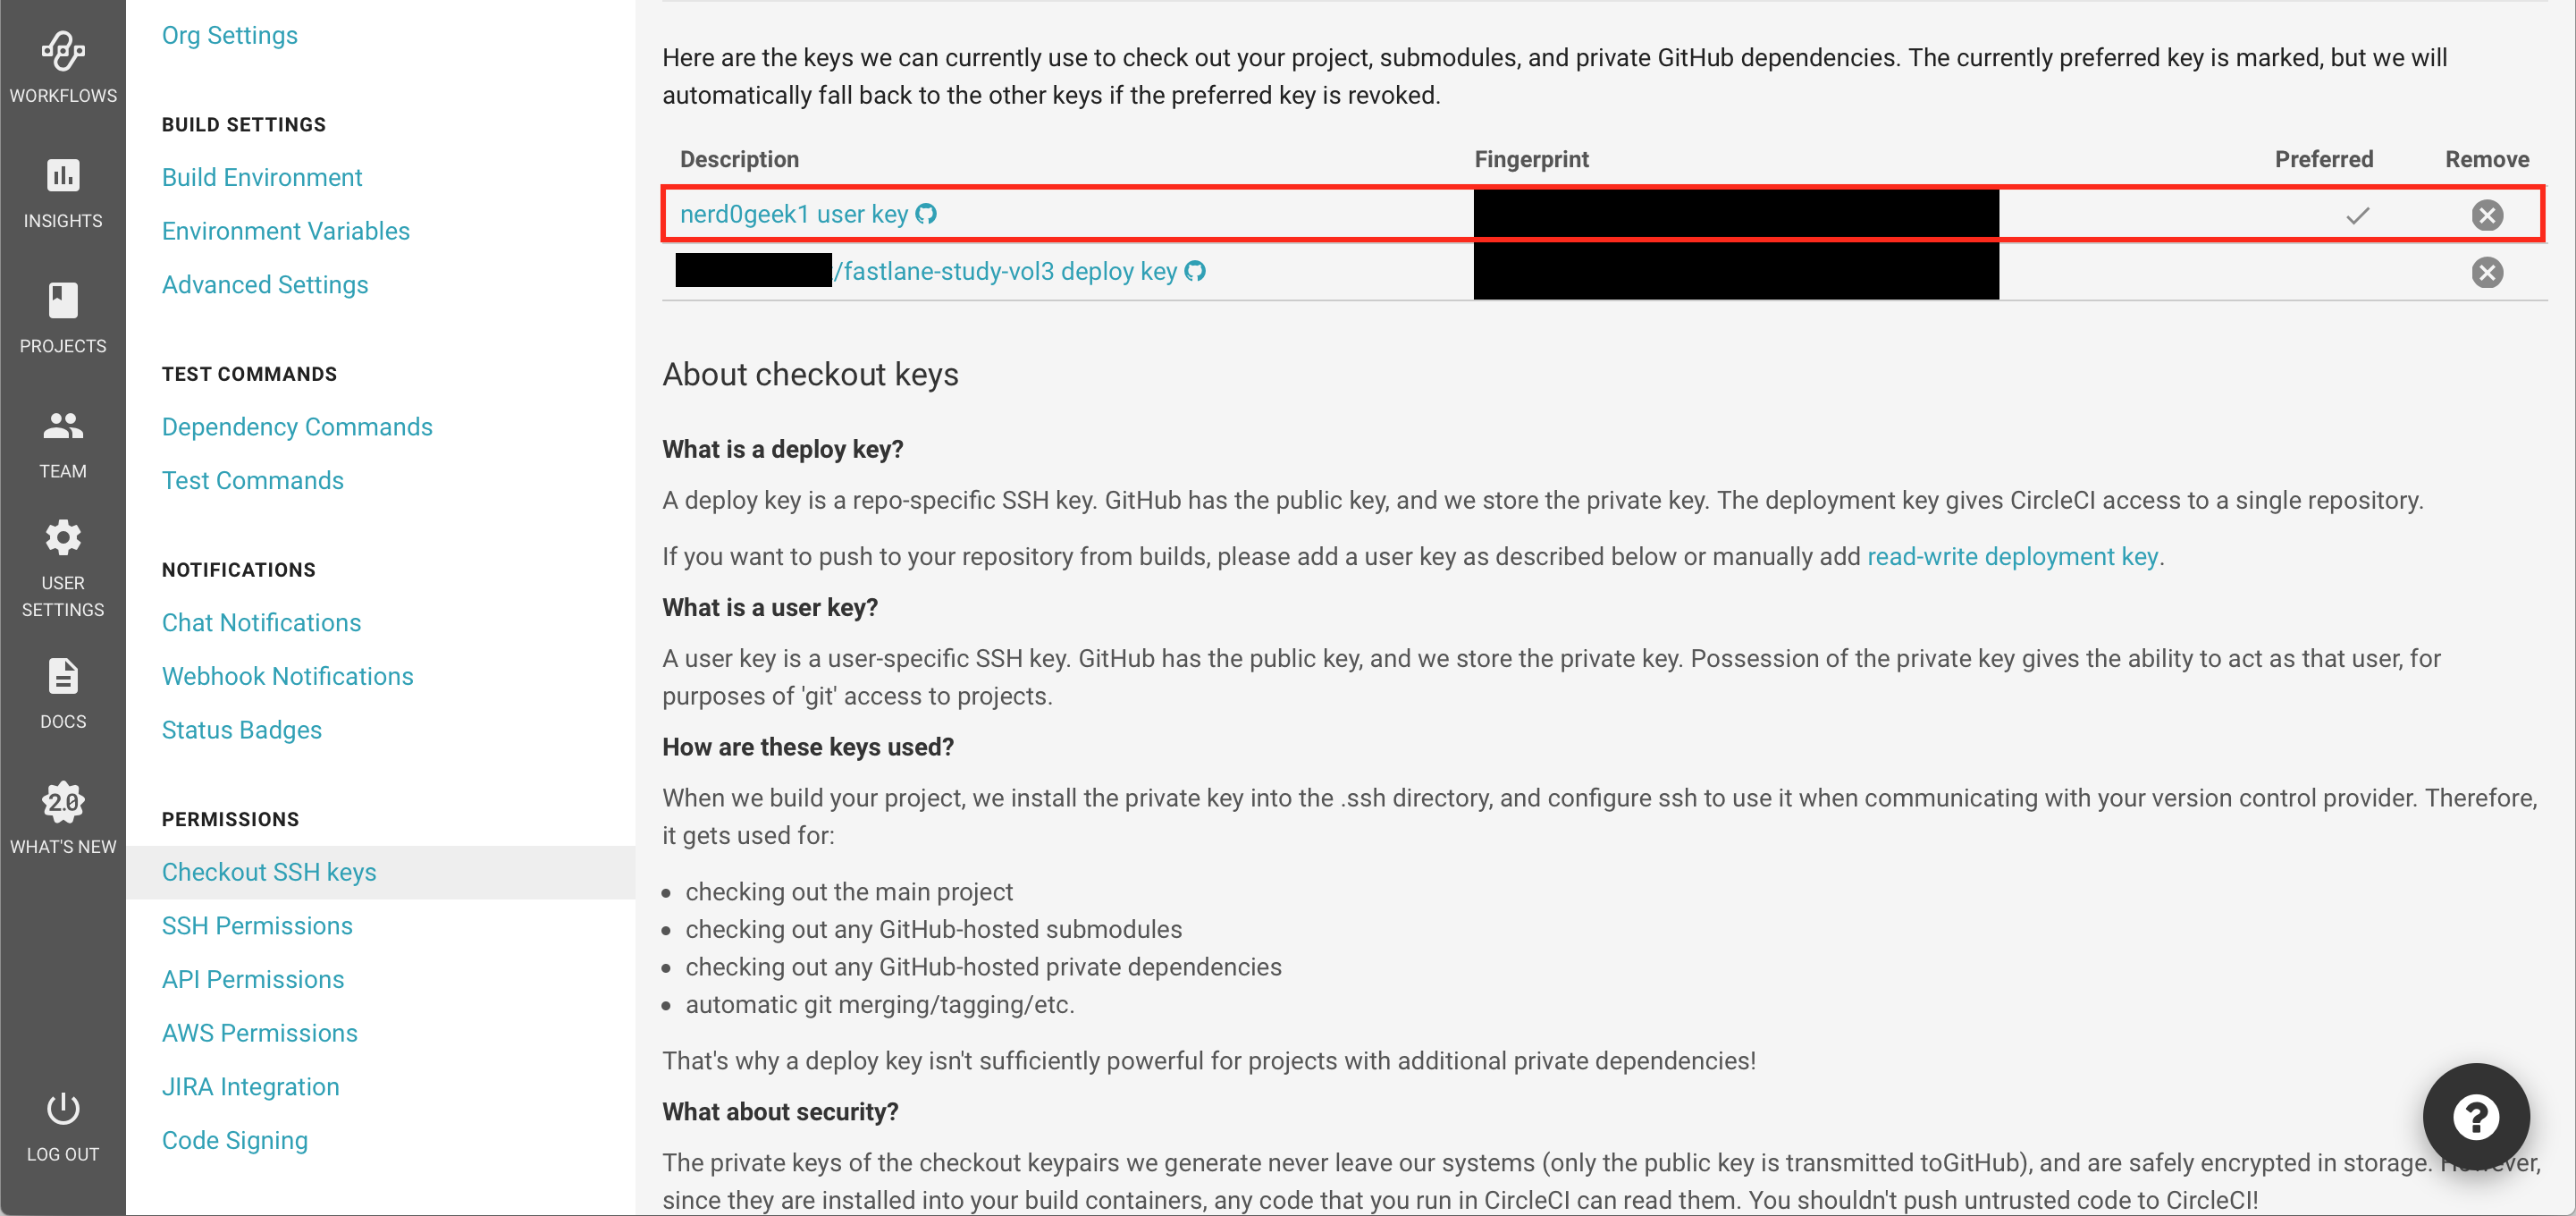 WORKFLOWS
INSIGHTS
PROJECTS
TEAM
USER
SETTINGS
DOCS
2.0
WHAT'S NEW
LOG OUT
Org Settings
BUILD SETTINGS
Build Environment
Environment Variables
Advanced Settings
TEST COMMANDS
Dependency Commands
Test Commands
NOTIFICATIONS
Chat Notifications
Webhook Notifications
Status Badges
PERMISSIONS
Checkout SSH keys
SSH Permissions
API Permissions
AWS Permissions
JIRA Integration
Code Signing
Here are the keys we can currently use to check out your project, submodules, and private GitHub dependencies. The currently preferred key is marked, but we will
automatically fall back to the other keys if the preferred key is revoked.
Description Fingerprint Preferred Remove
nerd0geek1 user key
/fastlane-study-vol3 deploy key
About checkout keys
What is a deploy key?
A deploy key is a repo-specific SSH key. GitHub has the public key, and we store the private key. The deployment key gives CircleCI access to a single repository.
If you want to push to your repository from builds, please add a user key as described below or manually add read-write deployment key.
What is a user key?
A user key is a user-specific SSH key. GitHub has the public key, and we store the private key. Possession of the private key gives the ability to act as that user, for
purposes of 'git' access to projects.
How are these keys used?
When we build your project, we install the private key into the .ssh directory, and configure ssh to use it when communicating with your version control provider. Therefore,
it gets used for:
• checking out the main project
• checking out any GitHub-hosted submodules
• checking out any GitHub-hosted private dependencies
• automatic git merging/tagging/etc.
That's why a deploy key isn't sufficiently powerful for projects with additional private dependencies!
What about security?
The private keys of the checkout keypairs we generate never leave our systems (only the public key is transmitted toGitHub), and are safely encrypted in storage. However,
since they are installed into your build containers, any code that you run in CircleCI can read them. You shouldn't push untrusted code to CircleCI!
?